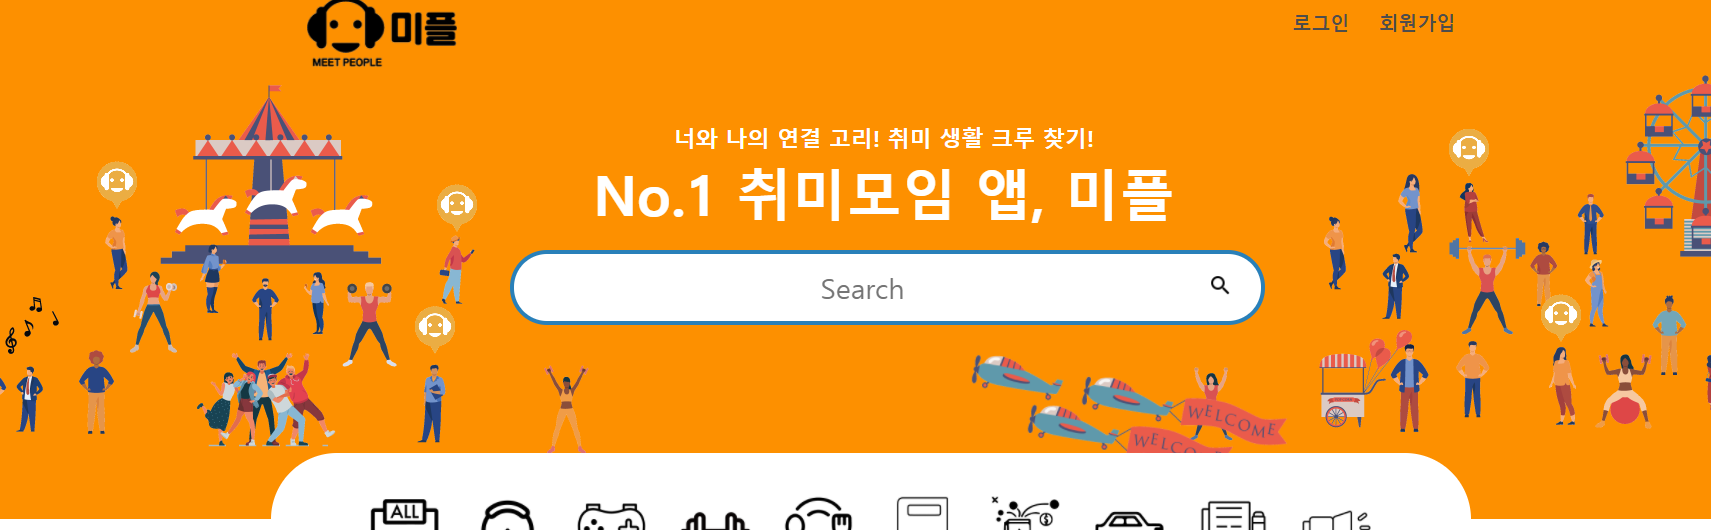 미플
MEET PEOPLE
로그인 회원가입
너와 나의 연결 고리! 취미 생활 크루 찾기!
No.1 취미모임 앱, 미플
Search
WELCOME
WELCOME
ALL